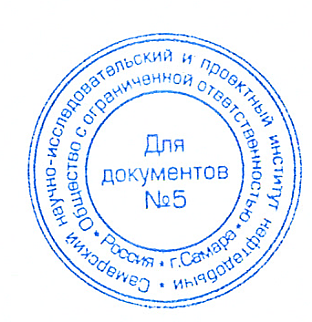 Самарский научно-исследовательский и проектный институт нефтедобычи •
Общество с ограниченной ответственностью •
Россия • г.Самара •
Для
документов
№5